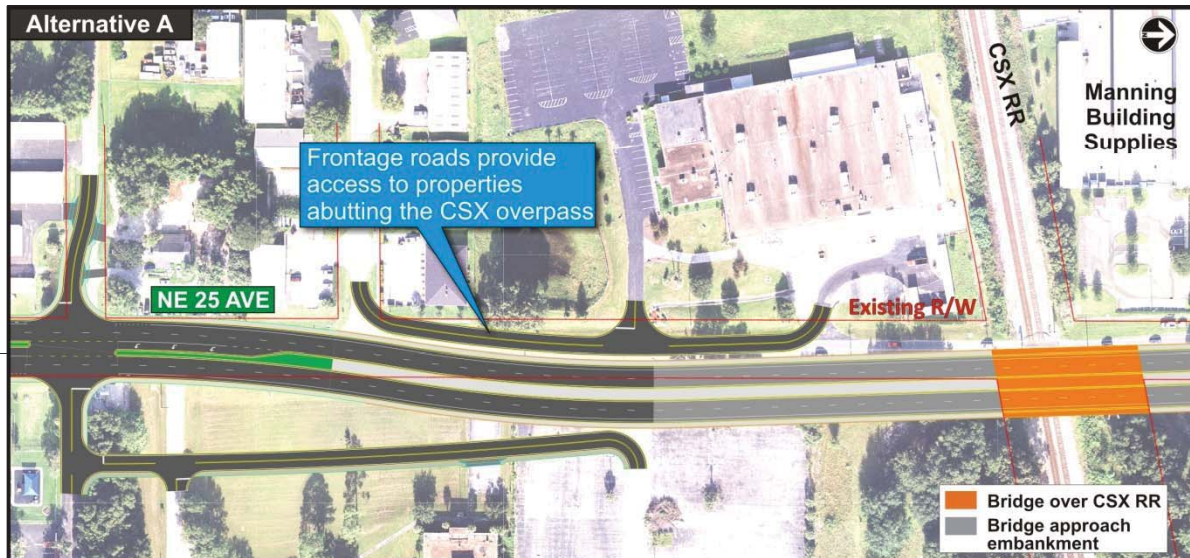 Alternative A
CSX RR
Manning
Building
Supplies
Frontage roads provide
access to properties
abutting the CSX overpass
NE 25 AVE
Existing R/W
Bridge over CSX RR
Bridge approach
embankment